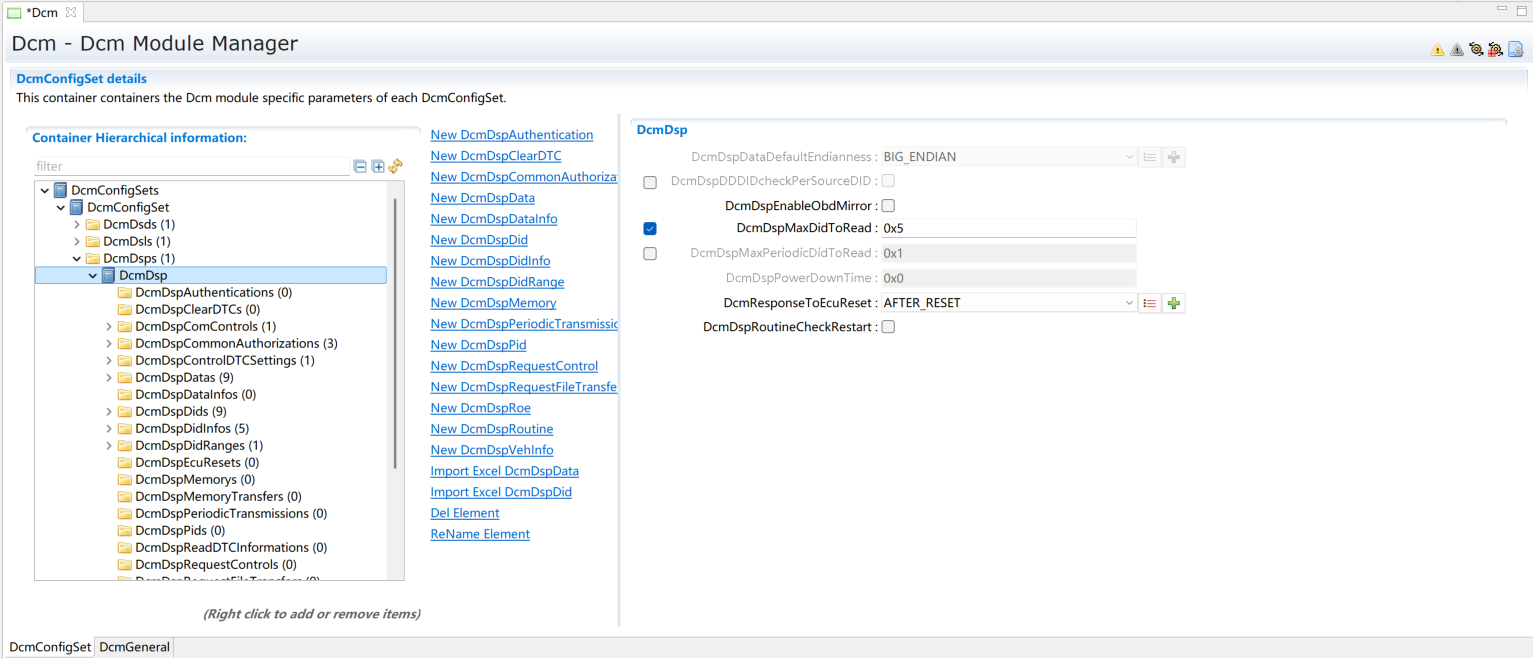 *Dcm
Dcm - Dcm Module Manager
DcmConfigSet details
This container containers the Dcm module specific parameters of each DcmConfigSet.
Container Hierarchical information:
filter
DcmConfigSets
DcmConfigSet
DcmDsds (1)
DcmDsls (1)
DcmDsps (1)
DcmDsp
DcmDspAuthentications (0)
DcmDspClearDTCs (0)
DcmDspComControls (1)
DcmDspCommonAuthorizations (3)
DcmDspControlDTCSettings (1)
DcmDspDatas (9)
DcmDspDataInfos (0)
DcmDspDids (9)
DcmDspDidInfos (5)
DcmDspDidRanges (1)
DcmDspEcuResets (0)
DcmDspMemorys (0)
DcmDspMemoryTransfers (0)
DcmDspPeriodicTransmissions (0)
DcmDspPids (0)
DcmDspReadDTCInformations (0)
DcmDspRequestControls (0)
DcmDspRequestFileTransfers (0)
(Right click to add or remove items)
New DcmDspAuthentication
New DcmDspClearDTC
New DcmDspCommonAuthoriza
New DcmDspData
New DcmDspDataInfo
New DcmDspDid
New DcmDspDidInfo
New DcmDspDidRange
New DcmDspMemory
New DcmDspPeriodicTransmissic
New DcmDspPid
New DcmDspRequestControl
New DcmDspRequestFileTransfe
New DcmDspRoe
New DcmDspRoutine
New DcmDspVehInfo
Import Excel DcmDspData
Import Excel DcmDspDid
Del Element
ReName Element
DcmDsp
DcmDspDataDefaultEndianness : BIG_ENDIAN
DcmDspDDDIDcheckPerSourceDID :
DcmDspEnableObdMirror :
DcmDspMaxDidToRead : 0x5
DcmDspMaxPeriodicDidToRead : 0x1
DcmDspPowerDownTime : 0x0
DcmResponseToEcuReset : AFTER_RESET
DcmDspRoutineCheckRestart :
DcmConfigSet
DcmGeneral